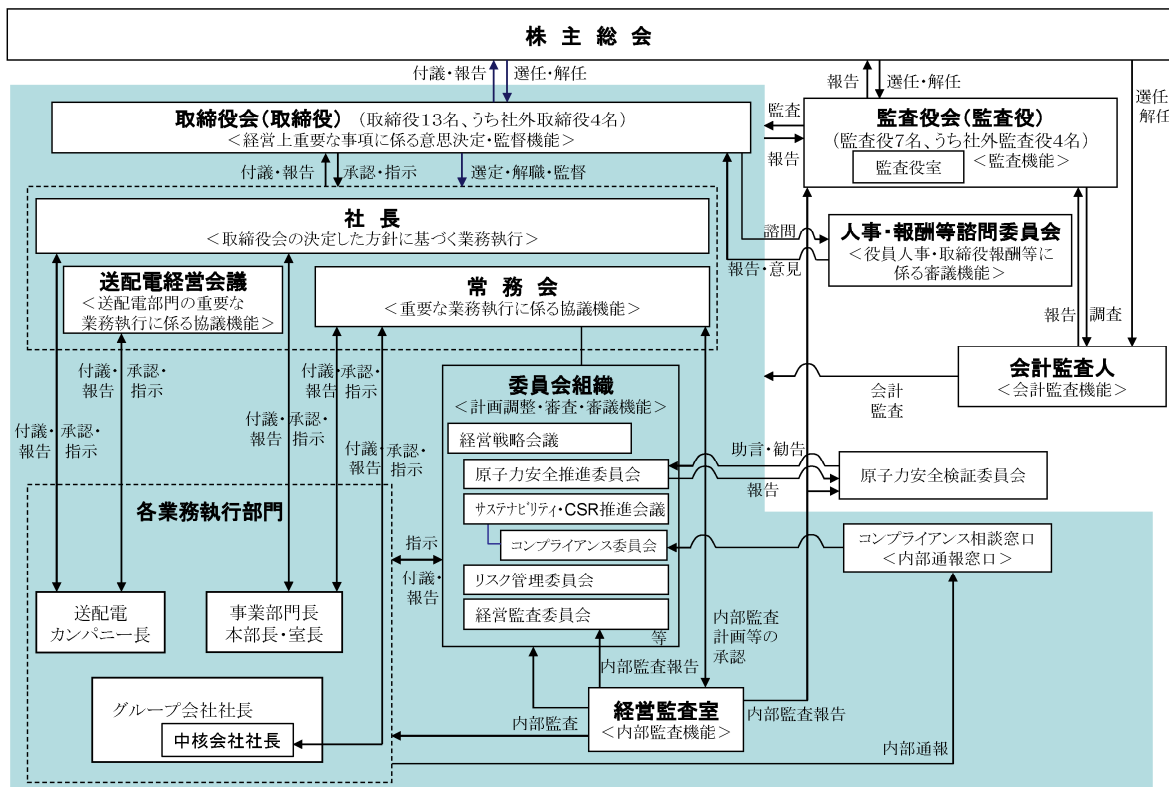 株主総会
付議・報告
選任・解任
報告
選任・解任
選任・
解任
取締役会(取締役)(取締役13名、うち社外取締役4名)
<経営上重要な事項に係る意思決定・監督機能>
監査
報告
監査役会(監査役)
(監査役7名、うち社外監査役4名)
監査役室
<監査機能>
付議・報告
承認・指示
選定・解職・監督
社長
<取締役会の決定した方針に基づく業務執行>
諮問
報告・意見
人事・報酬等諮問委員会
<役員人事・取締役報酬等に
係る審議機能>
送配電経営会議
<送配電部門の重要な
業務執行に係る協議機能>
常務会
<重要な業務執行に係る協議機能>
報告
調査
会計監査人
<会計監査機能>
会計
監査
付議・
報告
承認・
指示
付議・
報告
承認・
指示
付議・
報告
承認・
指示
付議・
報告
承認・
指示
付議・
報告
承認・
指示
委員会組織
<計画調整・審査・審議機能>
経営戦略会議
原子力安全推進委員会
サステナビリティ・CSR推進会議
コンプライアンス委員会
リスク管理委員会
経営監査委員会
等
助言・勧告
報告
原子力安全検証委員会
コンプライアンス相談窓口
<内部通報窓口>
各業務執行部門
指示
付議・
報告
送配電
カンパニー長
事業部門長
本部長・室長
グループ会社社長
中核会社社長
内部監査
計画等の
承認
内部監査報告
経営監査室
<内部監査機能>
内部監査
内部監査報告
内部通報